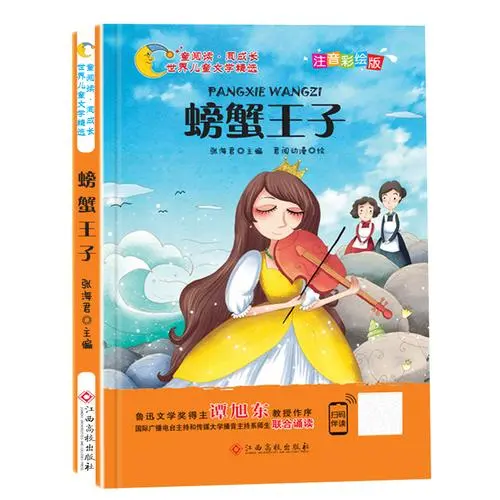 童阅读·成长
世界儿童文学精选
螃蟹王子
张海君◎主编
江西高校出版社
童阅读·成长
世界儿童文学精选
注音彩绘版
PANGXIE WANGZI
螃蟹王子
张海君◎主编 君阅动漫◎绘
鲁迅文学奖得主谭旭东教授作序
国际广播电台主持和传媒大学播音主持系师生联合诵读
扫码
伴读
江西高校出版社